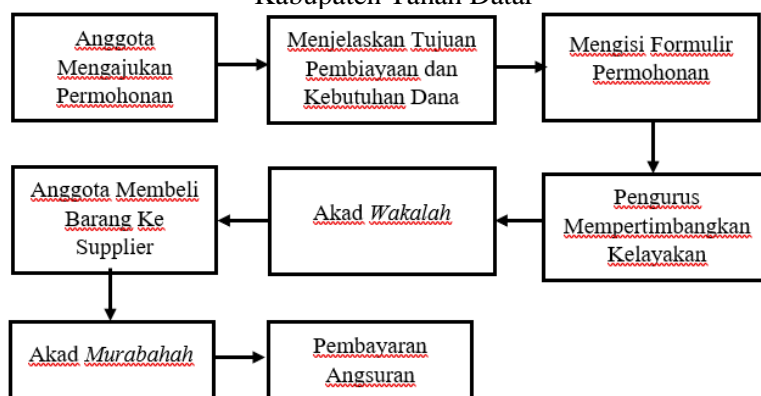 Kabupaten Tanah Datar
Anggota
Mengajukan
Permohonan
Menjelaskan Tujuan
Pembiayaan dan
Kebutuhan Dana
Mengisi Formulir
Permohonan
Pengurus
Mempertimbangkan
Kelayakan
Akad Wakalah
Anggota Membeli
Barang Ke
Supplier
Akad Murabahah
Pembayaran
Angsuran